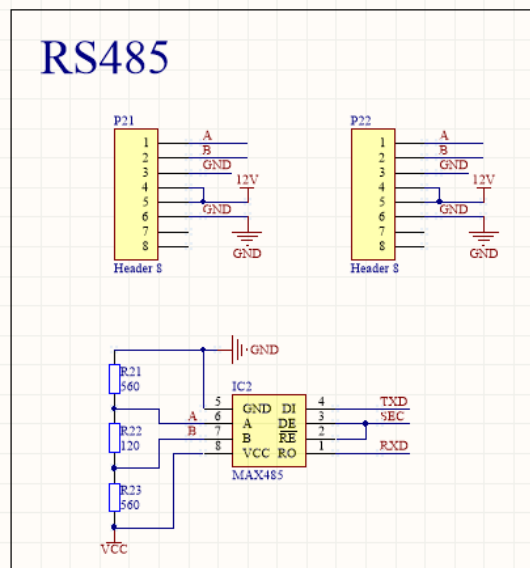 RS485
P21
1
2
3
4
5
6
7
8
A
B
GND
12V
GND
GND
Header 8
P22
1
2
3
4
5
6
7
8
A
B
GND
12V
GND
GND
Header 8
GND
R21
560
R22
120
R23
560
VCC
IC2
5 GND DI 4 TXD
A 6 A DE 3 SEC
B 7 B RE 2
8 VCC RO 1 RXD
MAX485